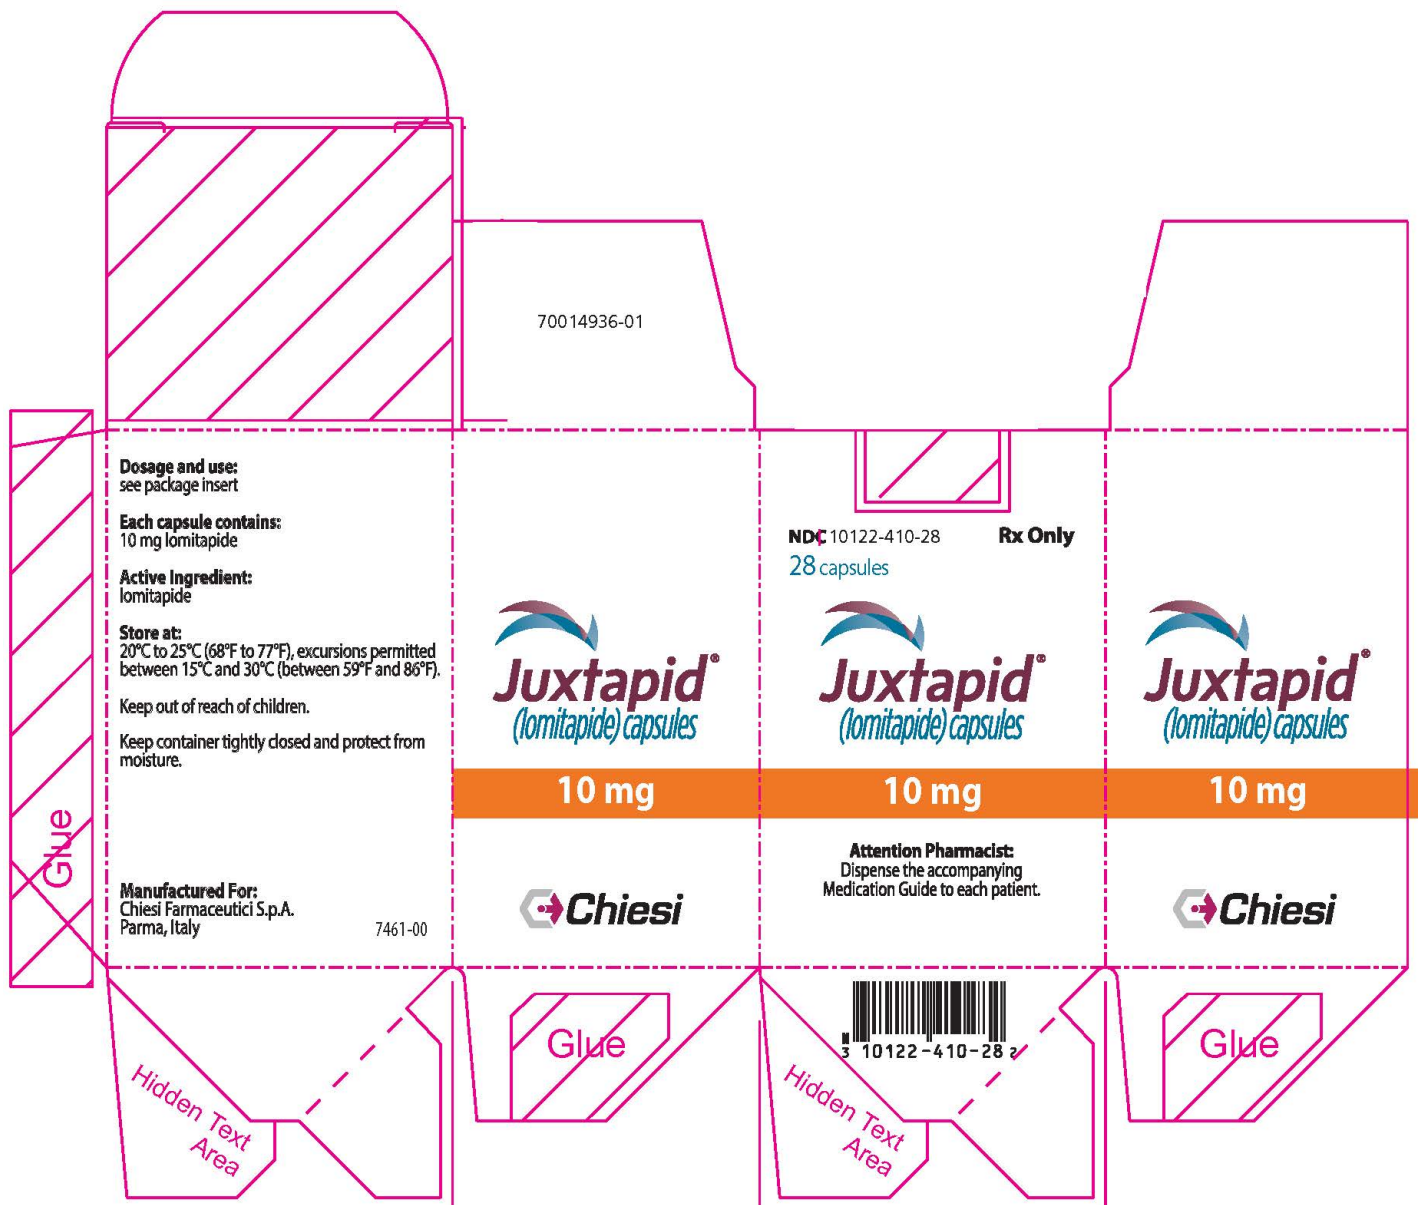 70014936-01
Dosage and use:
see package insert
Each capsule contains:
10 mg lomitapide
Active Ingredient:
lomitapide
Store at:
20°C to 25°C (68°F to 77°F), excursions permitted
between 15°C and 30°C (between 59°F and 86°F).
Keep out of reach of children.
Keep container tightly closed and protect from
moisture.
Manufactured For:
Chiesi Farmaceutici S.p.A.
Parma, Italy
7461-00
Glue
Juxtapid®
(lomitapide) capsules
10 mg
Chiesi
NDC 10122-410-28
Rx Only
28 capsules
Juxtapid®
(lomitapide) capsules
10 mg
Attention Pharmacist:
Dispense the accompanying
Medication Guide to each patient.
Juxtapid®
(lomitapide) capsules
10 mg
Chiesi
Hidden Text
Area
Glue
N
3 10122-410-28 2
Hidden Text
Area
Glue